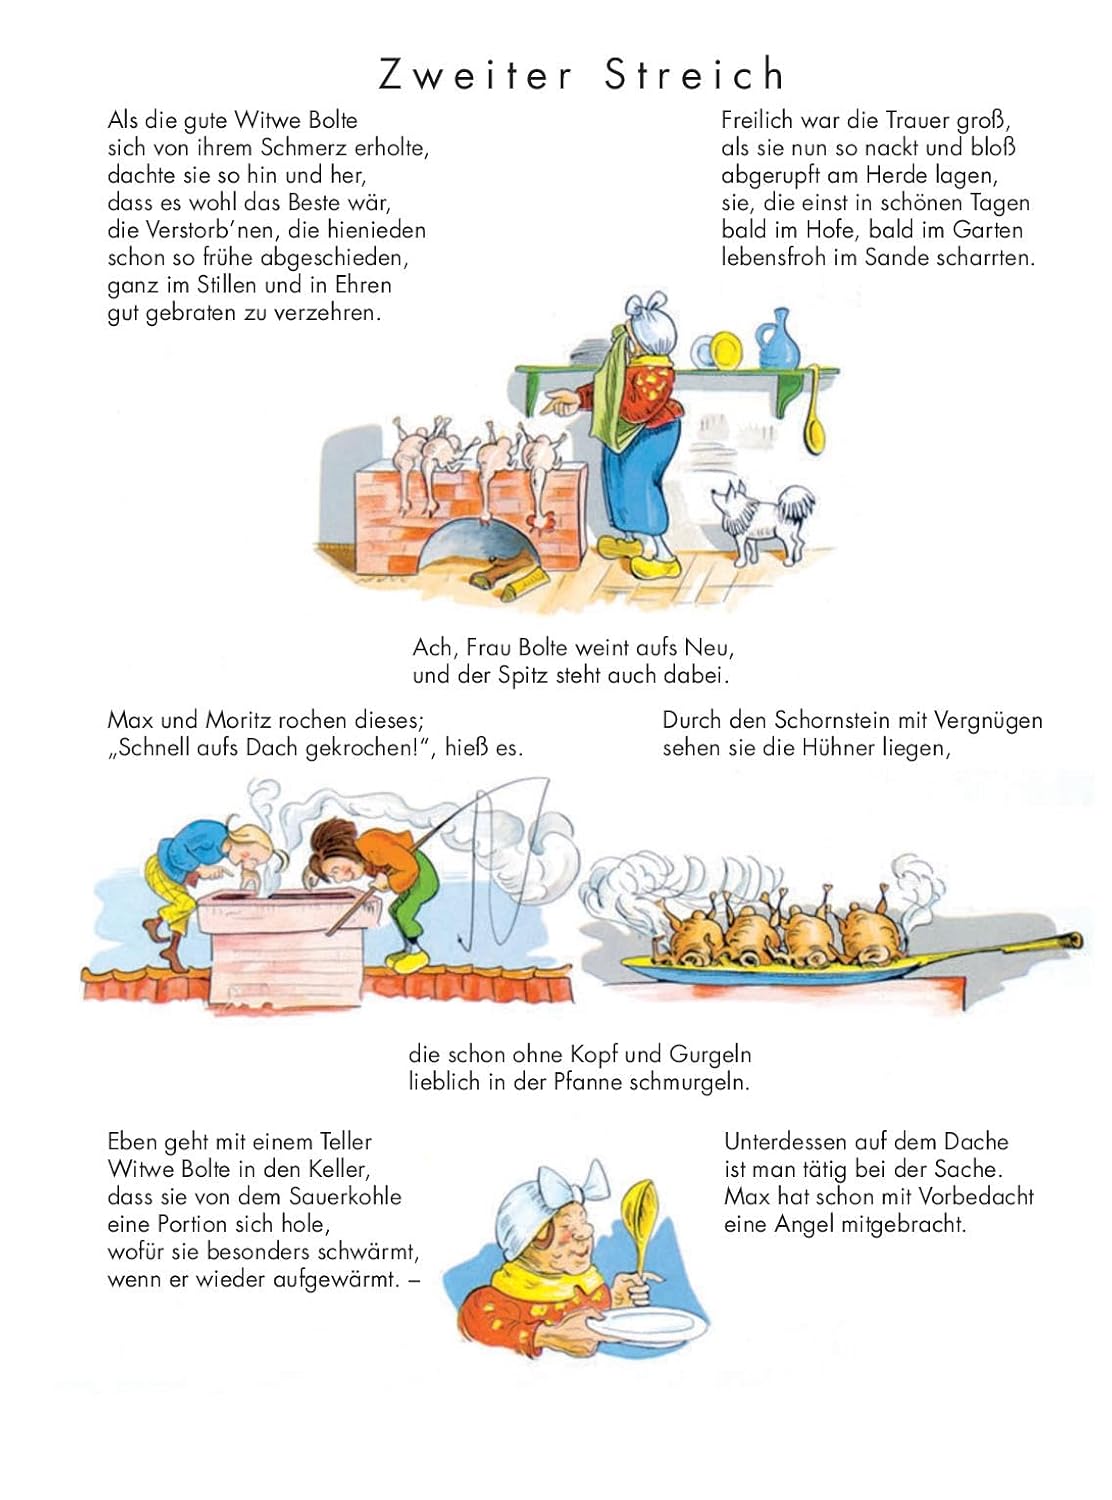 Zweiter Streich
Als die gute Witwe Bolte
sich von ihrem Schmerz erholte,
dachte sie so hin und her,
dass es wohl das Beste wär,
die Verstorb’nen, die hienieden
schon so frühe abgeschieden,
ganz im Stillen und in Ehren
gut gebraten zu verzehren.
Freilich war die Trauer groß,
als sie nun so nackt und bloß
abgerupft am Herde lagen,
sie, die einst in schönen Tagen
bald im Hofe, bald im Garten
lebensfroh im Sande scharrten.
Ach, Frau Bolte weint aufs Neu,
und der Spitz steht auch dabei.
Max und Moritz rochen dieses;
„Schnell aufs Dach gekrochen!“, hieß es.
Durch den Schornstein mit Vergnügen
sehen sie die Hühner liegen,
die schon ohne Kopf und Gurgeln
lieblich in der Pfanne schmurgeln.
Eben geht mit einem Teller
Witwe Bolte in den Keller,
dass sie von dem Sauerkohle
eine Portion sich hole,
wofür sie besonders schwärmt,
wenn er wieder aufgewärmt. –
Unterdessen auf dem Dache
ist man tätig bei der Sache.
Max hat schon mit Vorbedacht
eine Angel mitgebracht.